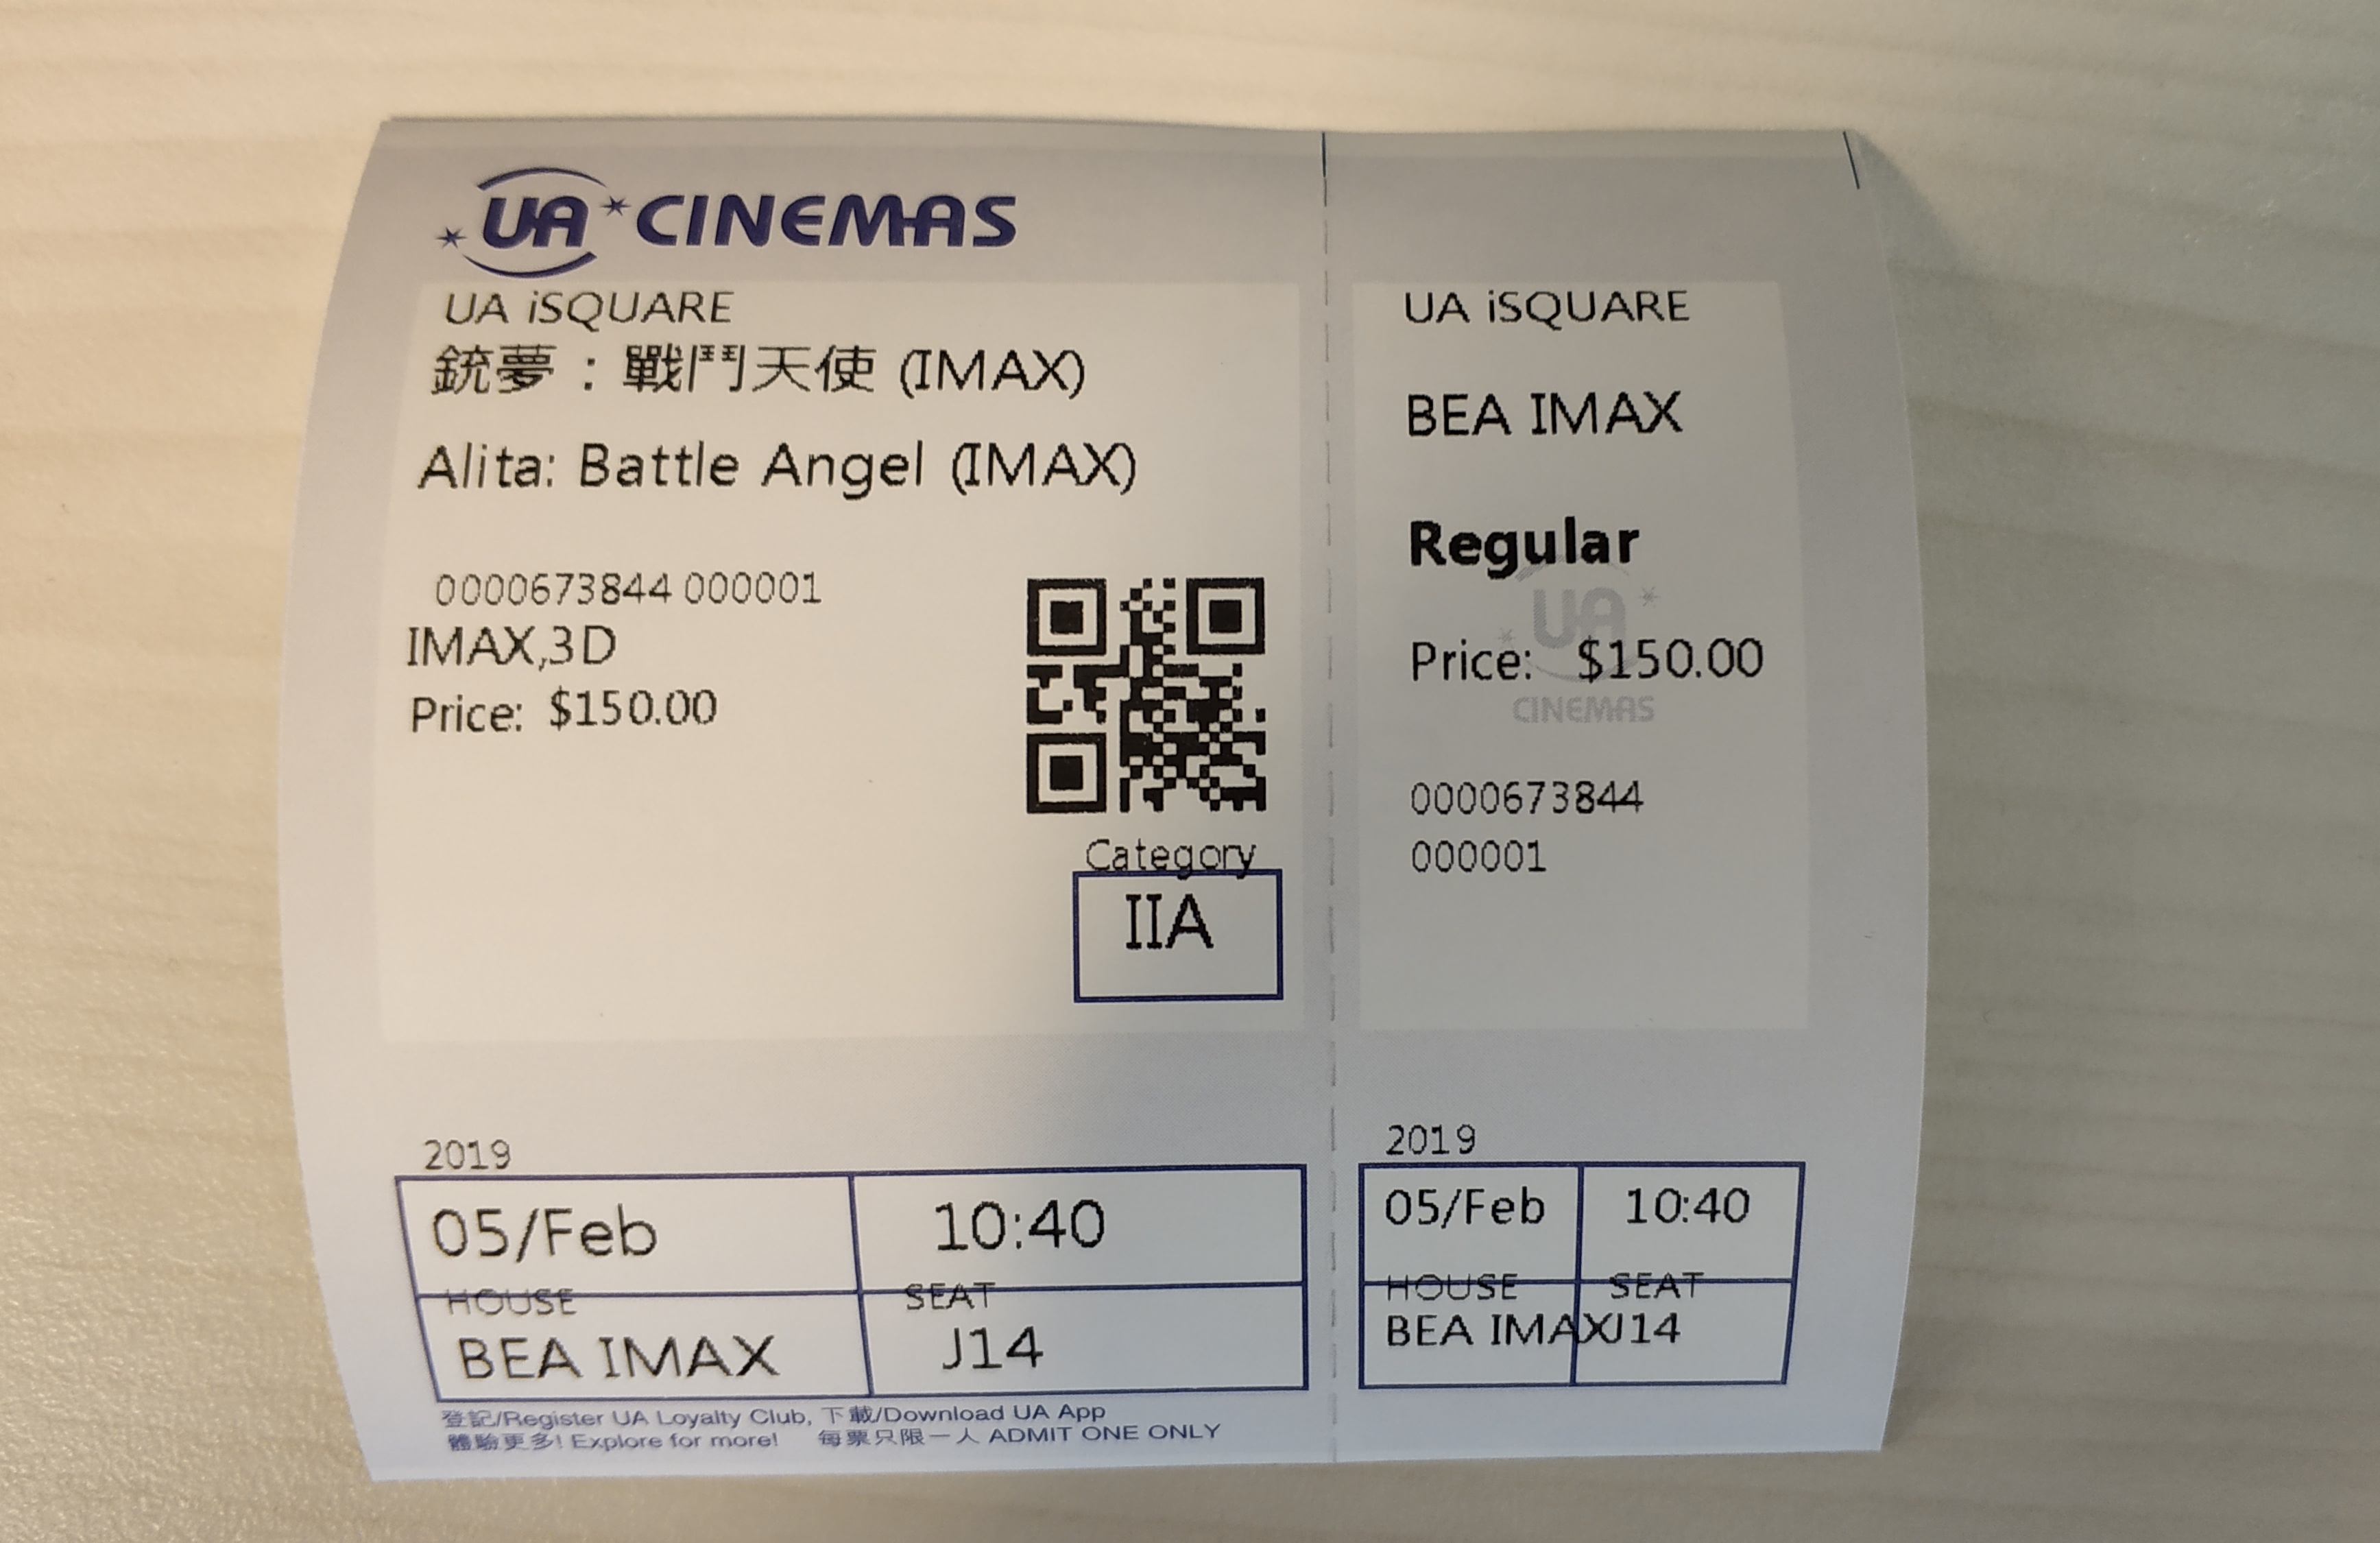 UA CINEMAS
UA iSQUARE
銃夢：戰鬥天使 (IMAX)
Alita: Battle Angel (IMAX)
0000673844 000001
IMAX,3D
Price: $150.00
Category
IIA
2019
05/Feb 10:40
HOUSE SEAT
BEA IMAX J14
登記/Register UA Loyalty Club, 下載/Download UA App
體驗更多! Explore for more! 每票只限一人 ADMIT ONE ONLY
UA iSQUARE
BEA IMAX
Regular
UA
Price: $150.00
CINEMAS
0000673844
000001
2019
05/Feb 10:40
HOUSE SEAT
BEA IMAXJ14